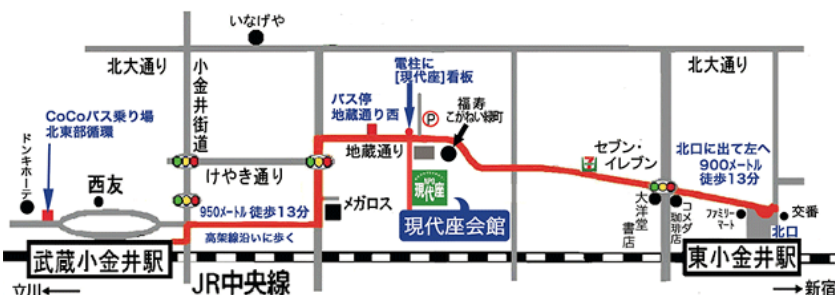 いなげや
北大通り
小金井街道
電柱に
[現代座]看板
北大通り
CoCoバス乗り場
北東部循環
バス停
地蔵通り西
P
福寿
こがねい緑町
ドンキホーテ
西友
けやき通り
地蔵通り
セブン・
イレブン
7
北口に出て左へ
900メートル
徒歩13分
NPO
現代座
現代座会館
950メートル 徒歩13分
高架線沿いに歩く
メガロス
大洋堂
書店
コメダ
珈琲店
ファミリー
マート
交番
北口
武蔵小金井駅
東小金井駅
立川
JR中央線
新宿